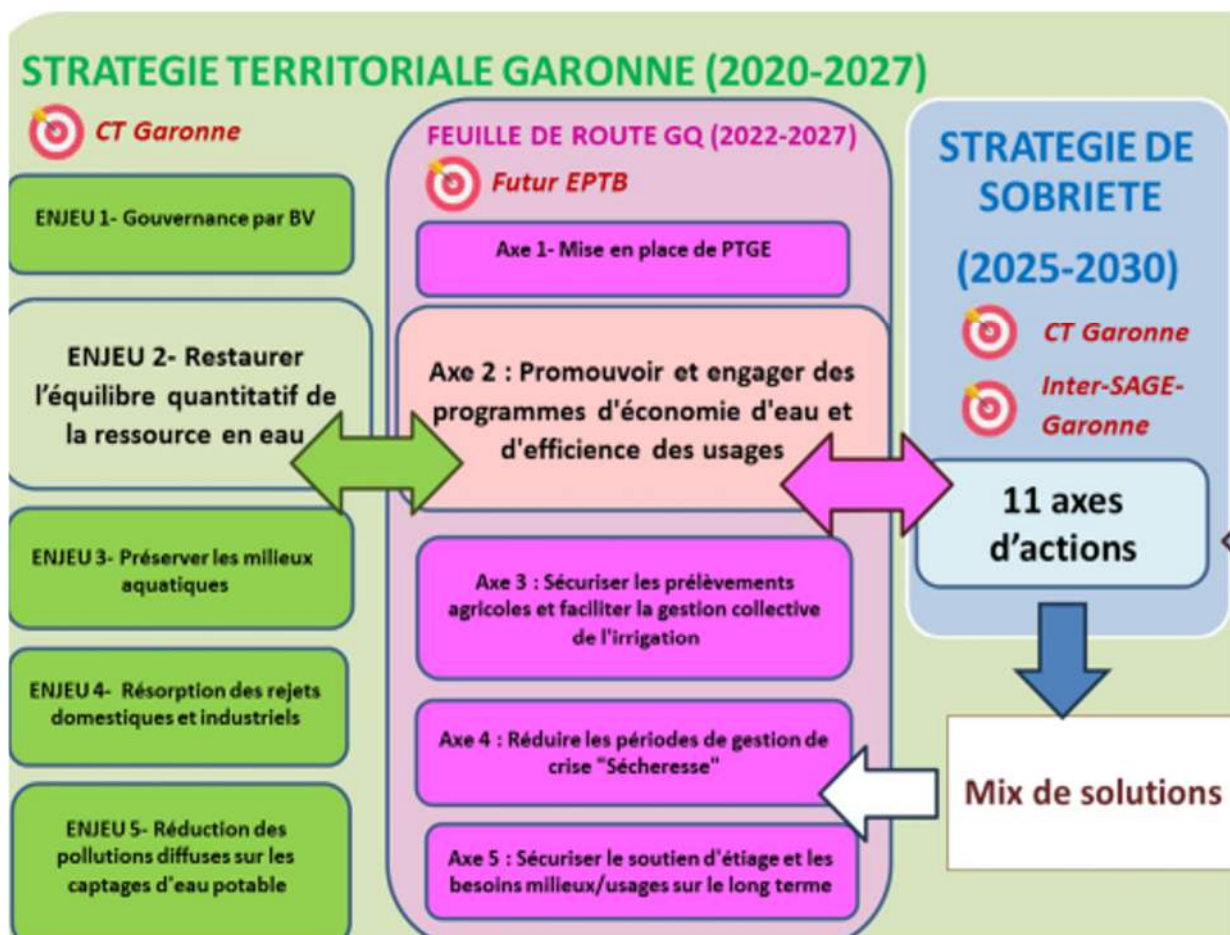 STRATEGIE TERRITORIALE GARONNE (2020-2027)
CT Garonne
ENJEU 1- Gouvernance par BV
ENJEU 2- Restaurer
l'équilibre quantitatif de
la ressource en eau
ENJEU 3- Préserver les milieux
aquatiques
ENJEU 4- Résorption des rejets
domestiques et industriels
ENJEU 5- Réduction des
pollutions diffuses sur les
captages d'eau potable
FEUILLE DE ROUTE GQ (2022-2027)
Futur EPTB
Axe 1- Mise en place de PTGE
Axe 2 : Promouvoir et engager des
programmes d'économie d'eau et
d'efficience des usages
Axe 3 : Sécuriser les prélèvements
agricoles et faciliter la gestion collective
de l'irrigation
Axe 4 : Réduire les périodes de gestion de
crise "Sécheresse"
Axe 5 : Sécuriser le soutien d'étiage et les
besoins milieux/usages sur le long terme
STRATEGIE DE
SOBRIETE
(2025-2030)
CT Garonne
Inter-SAGE-
Garonne
11 axes
d'actions
Mix de solutions